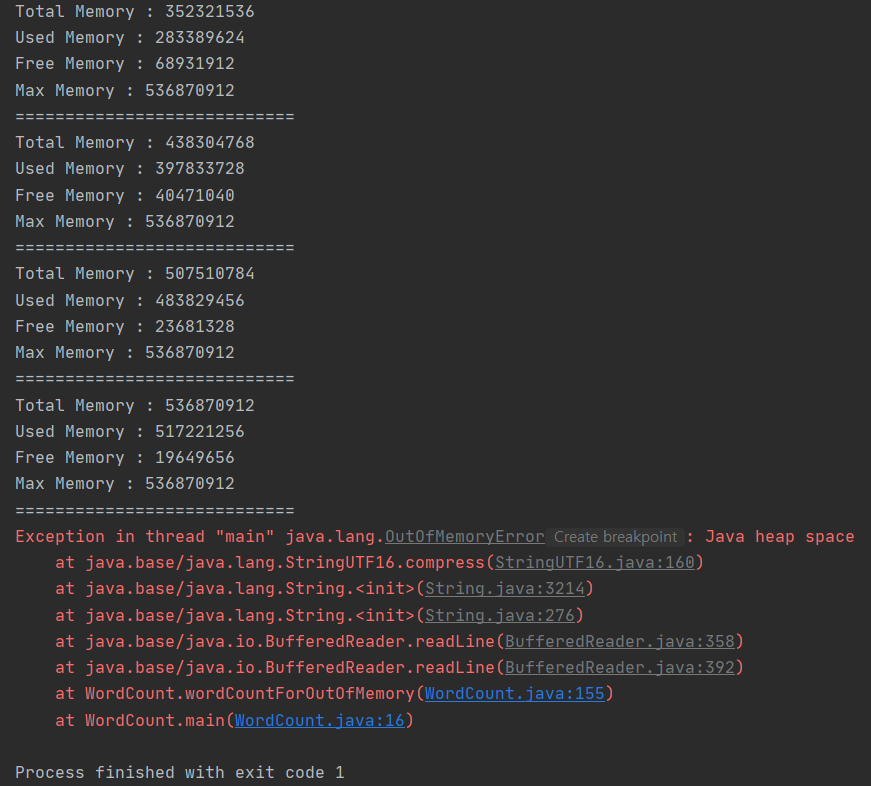 Total Memory : 352321536
Used Memory : 283389624
Free Memory : 68931912
Max Memory : 536870912
============================
Total Memory : 438304768
Used Memory : 397833728
Free Memory : 40471040
Max Memory : 536870912
============================
Total Memory : 507510784
Used Memory : 483829456
Free Memory : 23681328
Max Memory : 536870912
============================
Total Memory : 536870912
Used Memory : 517221256
Free Memory : 19649656
Max Memory : 536870912
============================
Exception in thread "main" java.lang.OutOfMemoryError Create breakpoint : Java heap space
    at java.base/java.lang.StringUTF16.compress(StringUTF16.java:160)
    at java.base/java.lang.String.<init>(String.java:3214)
    at java.base/java.lang.String.<init>(String.java:276)
    at java.base/java.io.BufferedReader.readLine(BufferedReader.java:358)
    at java.base/java.io.BufferedReader.readLine(BufferedReader.java:392)
    at WordCount.wordCountForOutOfMemory(WordCount.java:155)
    at WordCount.main(WordCount.java:16)
Process finished with exit code 1